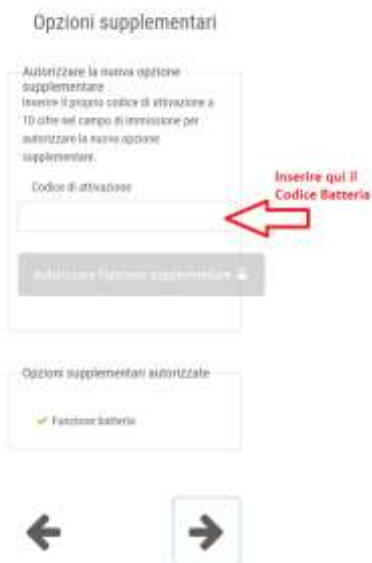 Opzioni supplementari
Autorizzare la nuova opzione
supplementare
Inserire il proprio codice di attivazione a
10 cifre nel campo di immissione per
autorizzare la nuova opzione
supplementare.
Codice di attivazione
Inserire qui il
Codice Batteria
Autorizzare l'opzione supplementare
Opzioni supplementari autorizzate
Funzione batteria